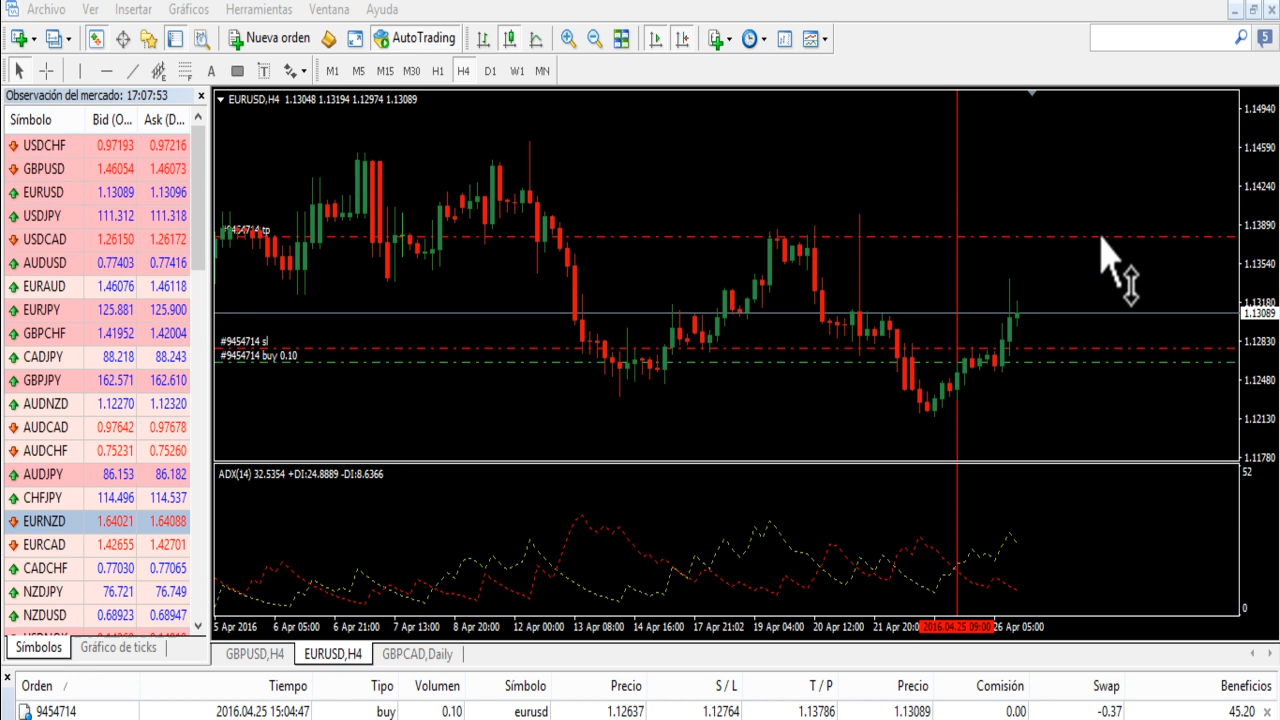 Archivo Ver Insertar Gráficos Herramientas Ventana Ayuda
Nueva orden AutoTrading 5
A T M1 M5 M15 M30 H1 H4 D1 W1 MN
Observación del mercado: 17:07:53
Símbolo Bid (O... Ask (D...
USDCHF 0.97193 0.97216
GBPUSD 1.46054 1.46073
EURUSD 1.13089 1.13096
USDJPY 111.312 111.318
USDCAD 1.26150 1.26172
AUDUSD 0.77403 0.77416
EURAUD 1.46076 1.46118
EURJPY 125.881 125.900
GBPCHF 1.41952 1.42004
CADJPY 88.218 88.243
GBPJPY 162.571 162.610
AUDNZD 1.12270 1.12320
AUDCAD 0.97642 0.97678
AUDCHF 0.75231 0.75260
AUDJPY 86.153 86.182
CHFJPY 114.496 114.537
EURNZD 1.64021 1.64088
EURCAD 1.42655 1.42701
CADCHF 0.77030 0.77065
NZDJPY 76.721 76.749
NZDUSD 0.68923 0.68947
Símbolos Gráfico de ticks
EURUSD,H4 1.13048 1.13194 1.12974 1.13089
#9454714 tp
#9454714 sl
#9454714 buy 0.10
1.14940
1.14590
1.14240
1.13890
1.13540
1.13180
1.13089
1.12830
1.12480
1.12130
1.11780
ADX(14) 32.5354 +DI:24.8889 -DI:8.6366
52
0
5 Apr 2016 6 Apr 05:00 6 Apr 21:00 7 Apr 13:00 8 Apr 20:00 12 Apr 00:00 13 Apr 08:00 14 Apr 16:00 17 Apr 21:02 19 Apr 04:00 20 Apr 12:00 21 Apr 20:0 2016.04.25 09:00 26 Apr 05:00
GBPUSD,H4 EURUSD,H4 GBPCAD,Daily
Orden / Tiempo Tipo Volumen Símbolo Precio S / L T / P Precio Comisión Swap Beneficios
9454714 2016.04.25 15:04:47 buy 0.10 eurusd 1.12637 1.12764 1.13786 1.13089 0.00 -0.37 45.20